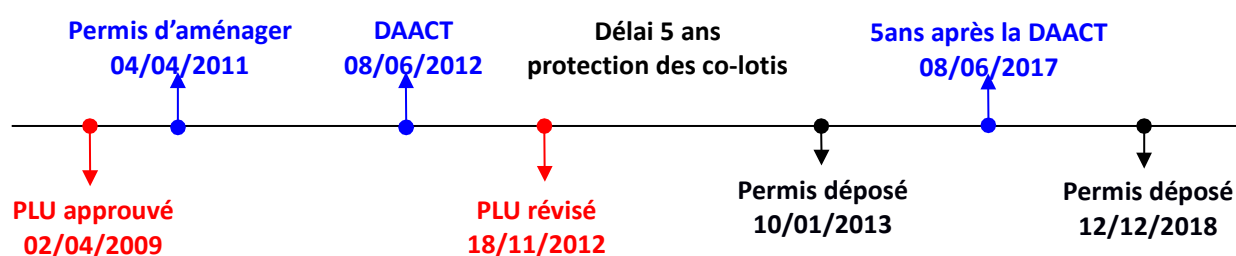 Permis d’aménager
04/04/2011
DAACT
08/06/2012
Délai 5 ans
protection des co-lotis
5ans après la DAACT
08/06/2017
PLU approuvé
02/04/2009
PLU révisé
18/11/2012
Permis déposé
10/01/2013
Permis déposé
12/12/2018